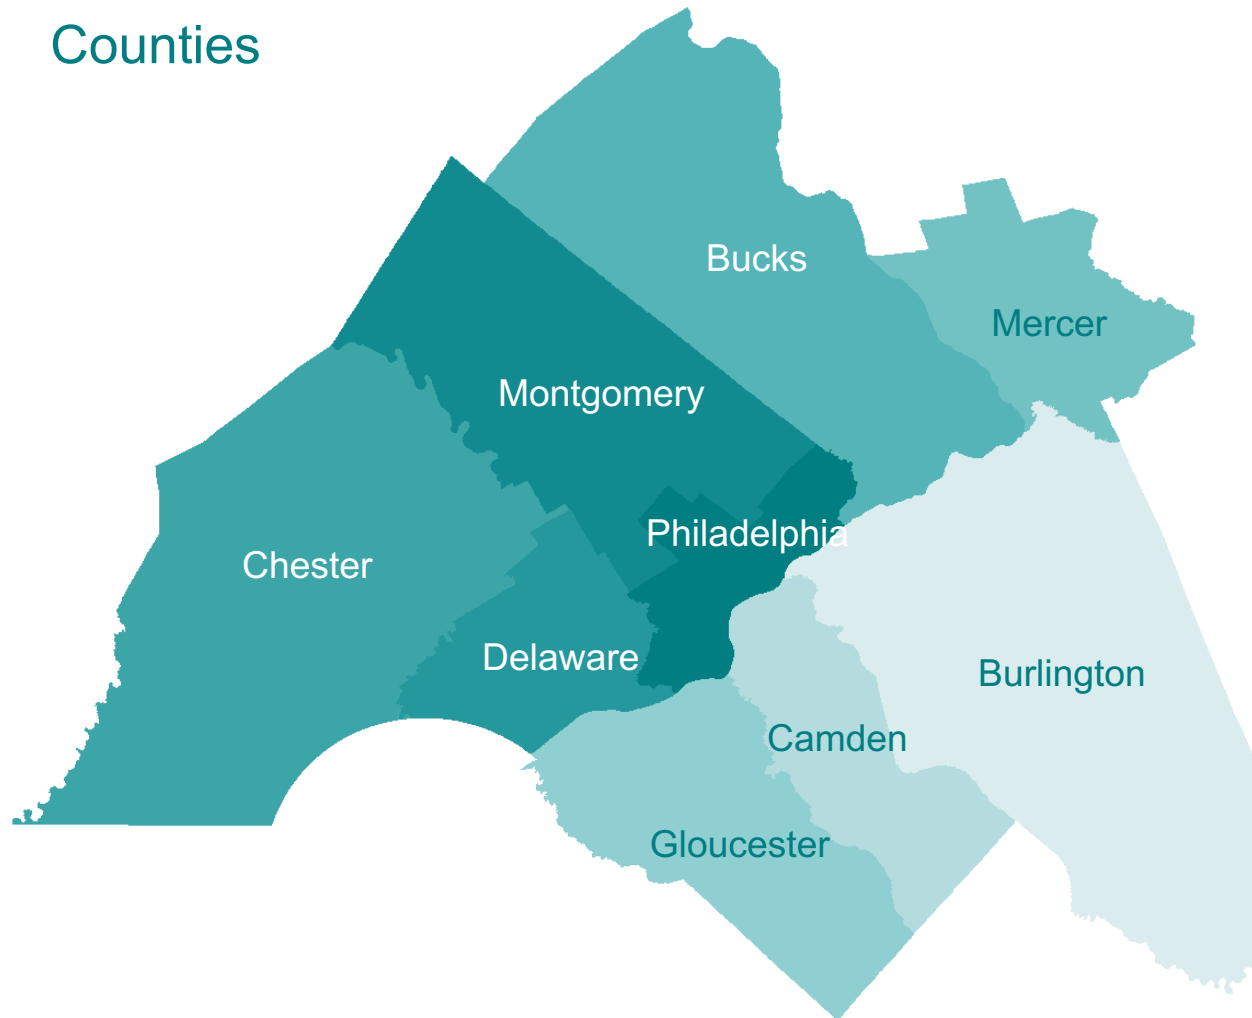 Counties
Bucks
Mercer
Montgomery
Philadelphia
Chester
Delaware
Burlington
Camden
Gloucester